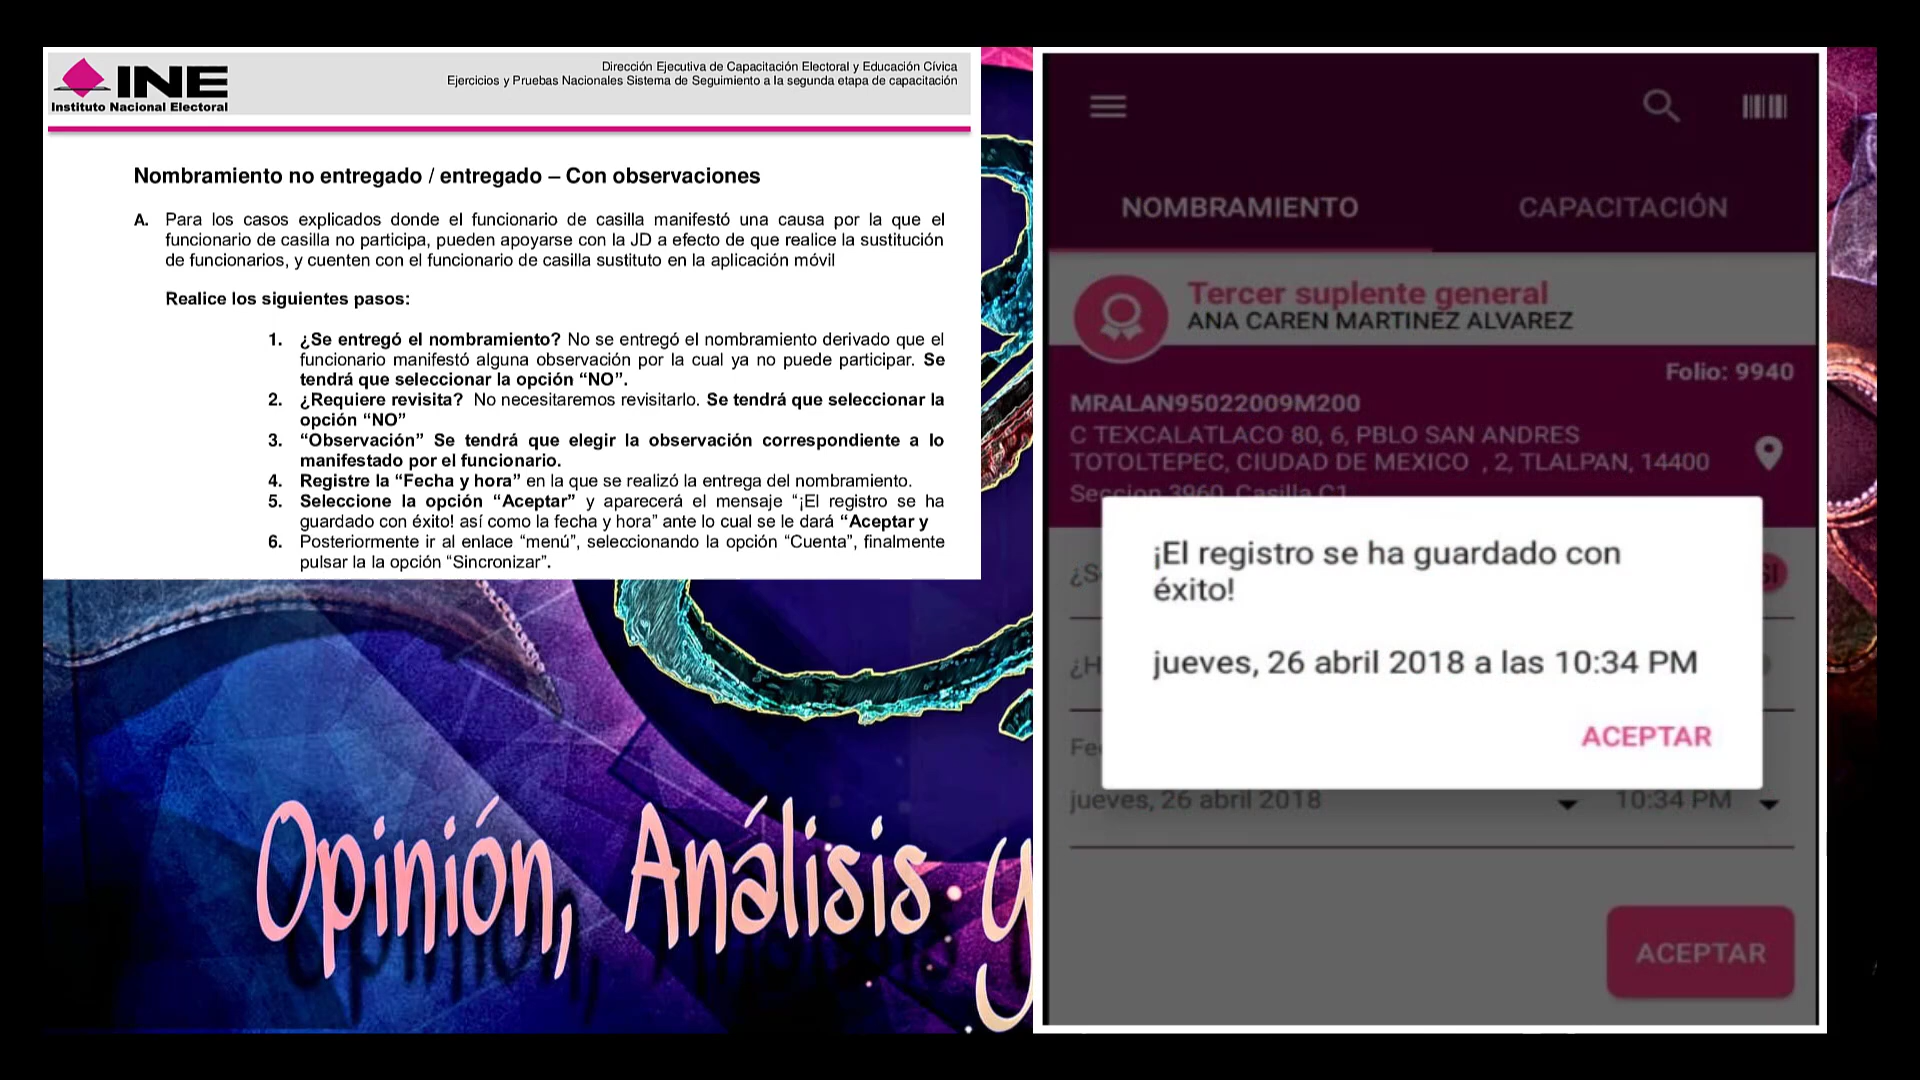 INE
Instituto Nacional Electoral
Dirección Ejecutiva de Capacitación Electoral y Educación Cívica
Ejercicios y Pruebas Nacionales Sistema de Seguimiento a la segunda etapa de capacitación
Nombramiento no entregado / entregado – Con observaciones
A. Para los casos explicados donde el funcionario de casilla manifestó una causa por la que el
funcionario de casilla no participa, pueden apoyarse con la JD a efecto de que realice la sustitución
de funcionarios, y cuenten con el funcionario de casilla sustituto en la aplicación móvil
Realice los siguientes pasos:
1. ¿Se entregó el nombramiento? No se entregó el nombramiento derivado que el
funcionario manifestó alguna observación por la cual ya no puede participar. Se
tendrá que seleccionar la opción “NO”.
2. ¿Requiere revisita? No necesitaremos revisitarlo. Se tendrá que seleccionar la
opción “NO”
3. “Observación” Se tendrá que elegir la observación correspondiente a lo
manifestado por el funcionario.
4. Registre la “Fecha y hora” en la que se realizó la entrega del nombramiento.
5. Seleccione la opción “Aceptar” y aparecerá el mensaje “¡El registro se ha
guardado con éxito! así como la fecha y hora” ante lo cual se le dará “Aceptar y
6. Posteriormente ir al enlace “menú”, seleccionando la opción “Cuenta”, finalmente
pulsar la la opción “Sincronizar”.
Opinión, Análisis y
NOMBRAMIENTO CAPACITACIÓN
Tercer suplente general
ANA CAREN MARTINEZ ALVAREZ
Folio: 9940
MRALAN95022009M200
C TEXCALATLACO 80, 6, PBLO SAN ANDRES
TOTOLTEPEC, CIUDAD DE MEXICO , 2, TLALPAN, 14400
Seccion 3960 Casilla C1
¡El registro se ha guardado con
éxito!
jueves, 26 abril 2018 a las 10:34 PM
ACEPTAR
jueves, 26 abril 2018 10:34 PM
ACEPTAR